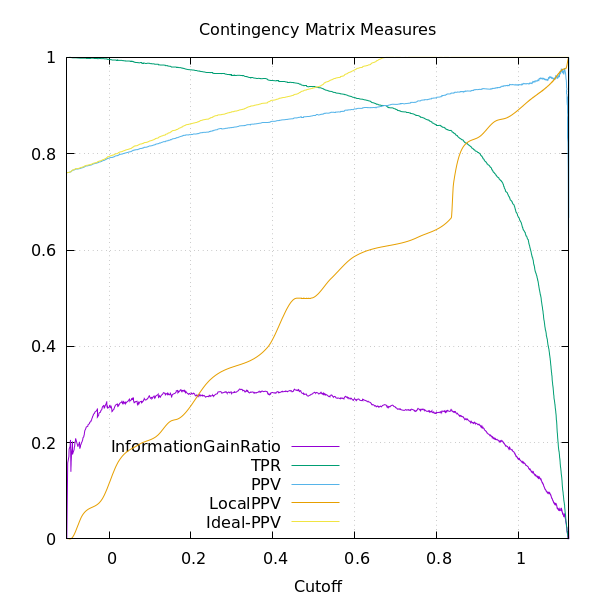 Contingency Matrix Measures
1
0.8
0.6
0.4
0.2
0
InformationGainRatio
TPR
PPV
LocalPPV
Ideal-PPV
0 0.2 0.4 0.6 0.8 1
Cutoff